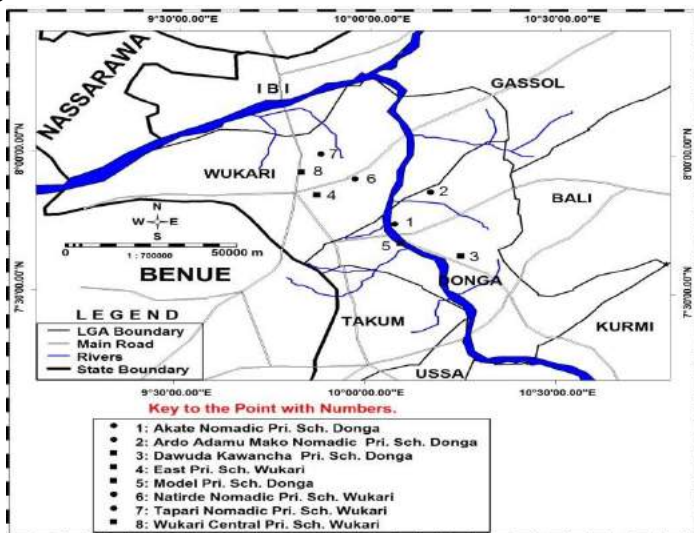 9°30'00.00"E 10°00'00.00"E 10°30'00.00"E
NASSARAWA
IBI
GASSOL
8°00'00.00"N
8°00'00.00"N
7
WUKARI
8
6
4
2
BALI
N
W E
S
1
5
3
0 50000 m
1 : 700000
BENUE
DONGA
7°30'00.00"N
7°30'00.00"N
LEGEND
LGA Boundary
Main Road
Rivers
State Boundary
TAKUM
KURMI
USSA
9°30'00.00"E 10°00'00.00"E 10°30'00.00"E
Key to the Point with Numbers.
1: Akate Nomadic Pri. Sch. Donga
2: Ardo Adamu Mako Nomadic Pri. Sch. Donga
3: Dawuda Kawancha Pri. Sch. Donga
4: East Pri. Sch. Wukari
5: Model Pri. Sch. Donga
6: Natirde Nomadic Pri. Sch. Wukari
7: Tapari Nomadic Pri. Sch. Wukari
8: Wukari Central Pri. Sch. Wukari